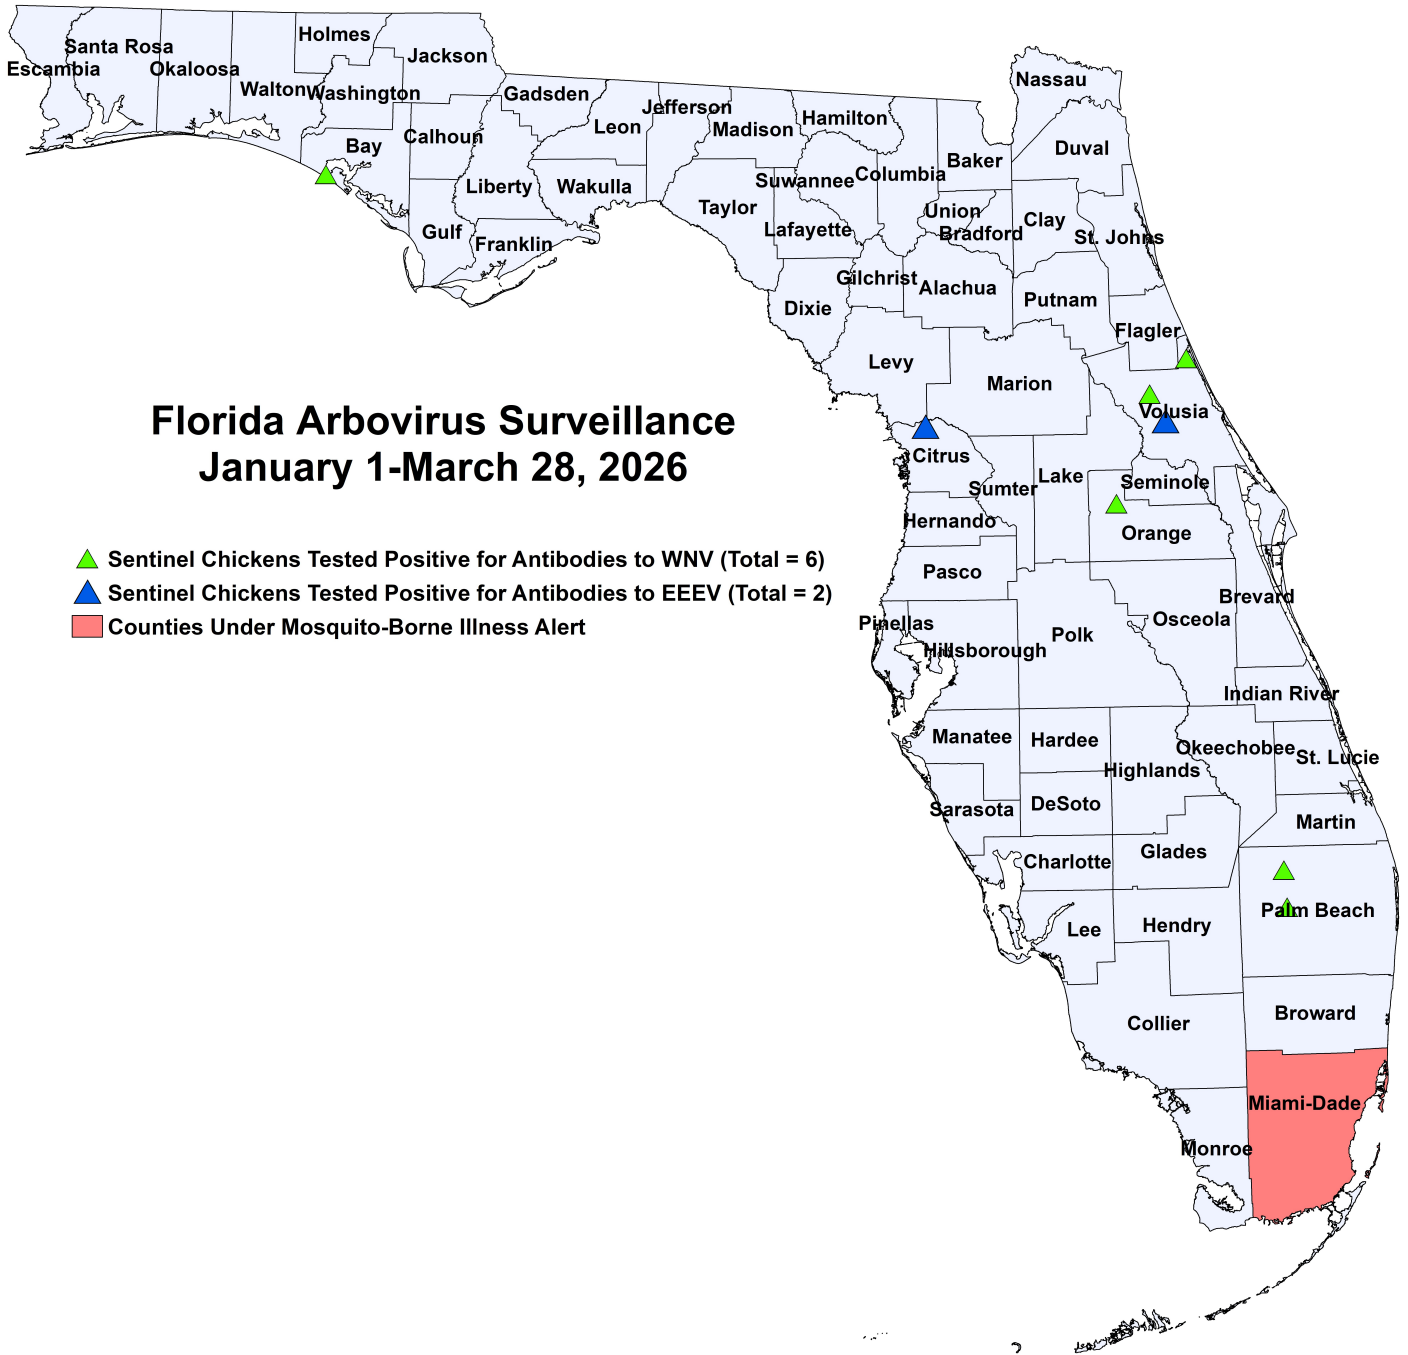 Holmes
Santa Rosa
Jackson
Escambia
Okaloosa
Walton
Washington
Gadsden
Nassau
Jefferson
Hamilton
Leon
Madison
Calhoun
Bay
Duval
Baker
Columbia
Suwannee
Liberty
Wakulla
Taylor
Union
Clay
Lafayette
Bradford
St. Johns
Gulf
Franklin
Gilchrist
Alachua
Putnam
Dixie
Flagler
Levy
Marion
Volusia
Florida Arbovirus Surveillance
January 1-March 28, 2026
Citrus
Lake
Seminole
Sumter
Hernando
Orange
Sentinel Chickens Tested Positive for Antibodies to WNV (Total = 6)
Pasco
Sentinel Chickens Tested Positive for Antibodies to EEEV (Total = 2)
Brevard
Osceola
Counties Under Mosquito-Borne Illness Alert
Pinellas
Polk
Hillsborough
Indian River
Manatee
Hardee
Okeechobee
St. Lucie
Highlands
DeSoto
Sarasota
Martin
Glades
Charlotte
Palm Beach
Hendry
Lee
Broward
Collier
Miami-Dade
Monroe